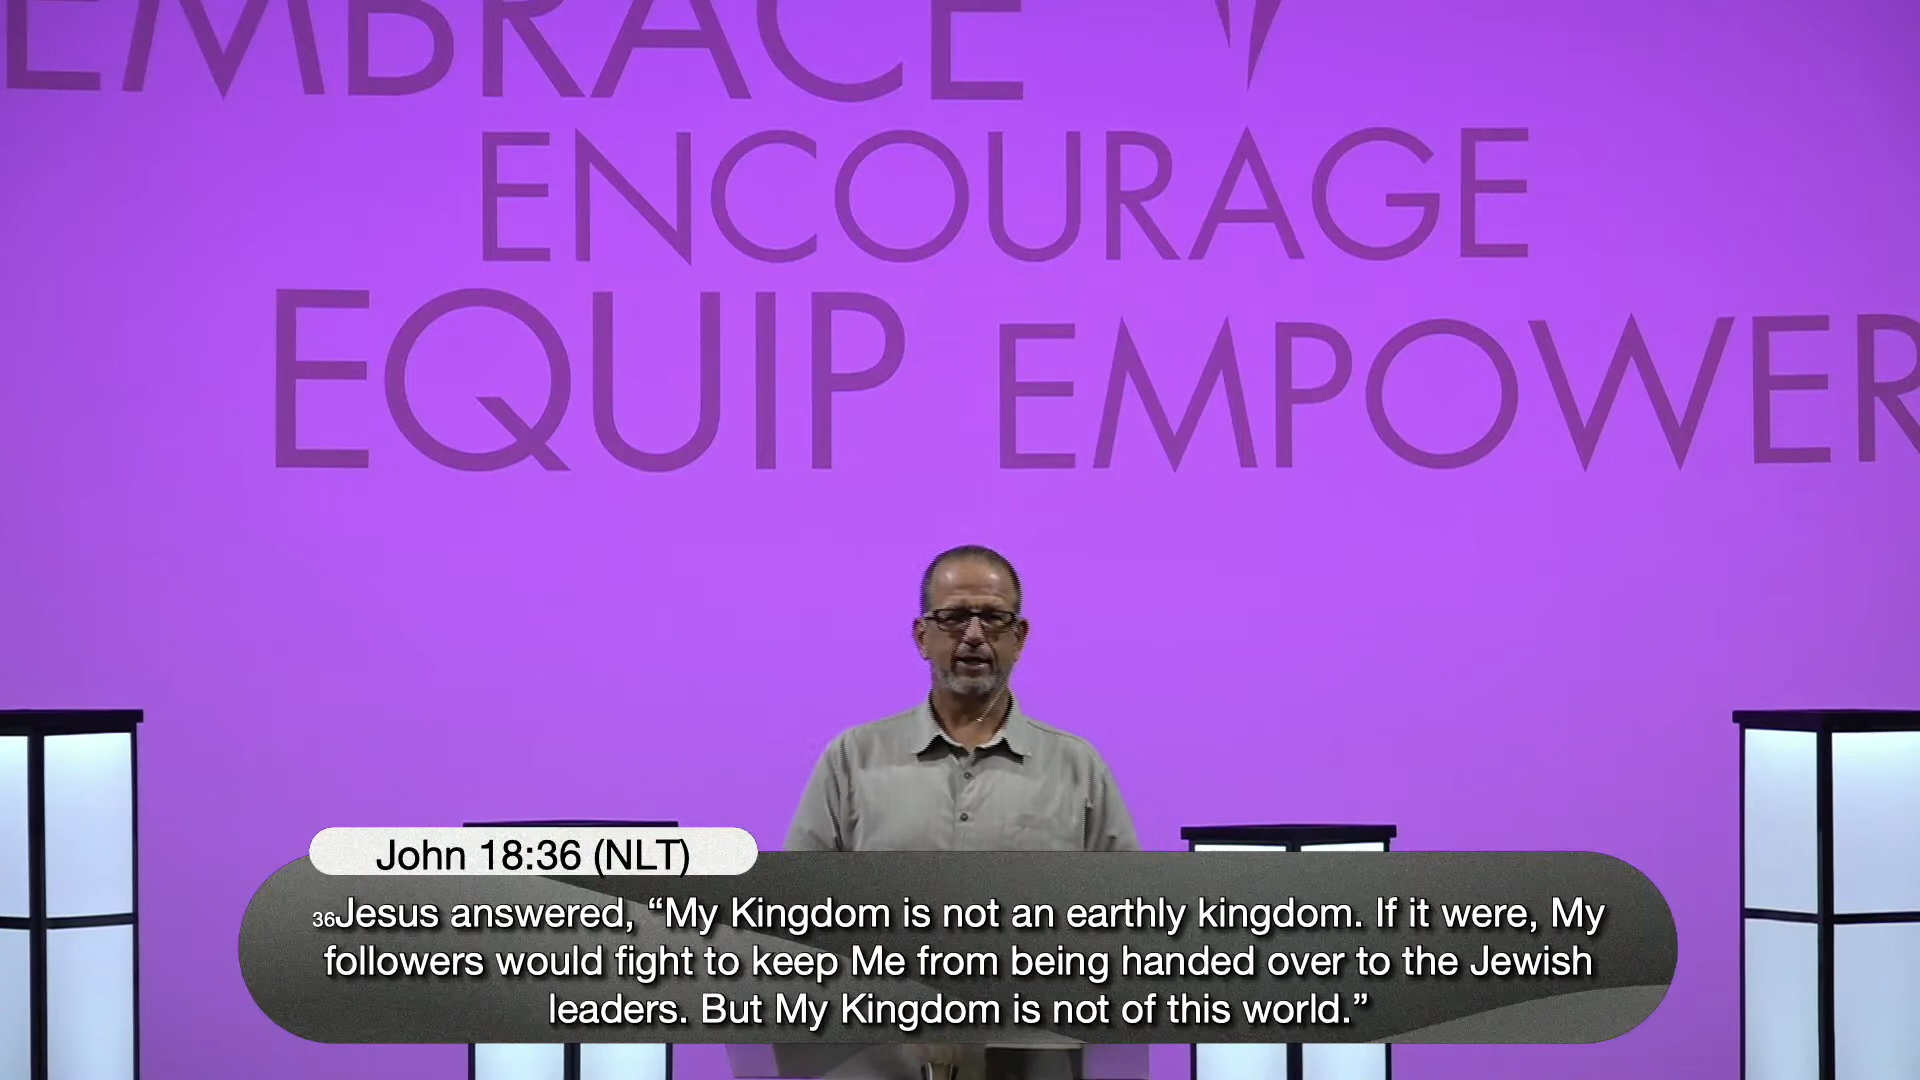 EMBRACE
ENCOURAGE
EQUIP EMPOWER
John 18:36 (NLT)
36Jesus answered, “My Kingdom is not an earthly kingdom. If it were, My
followers would fight to keep Me from being handed over to the Jewish
leaders. But My Kingdom is not of this world.”